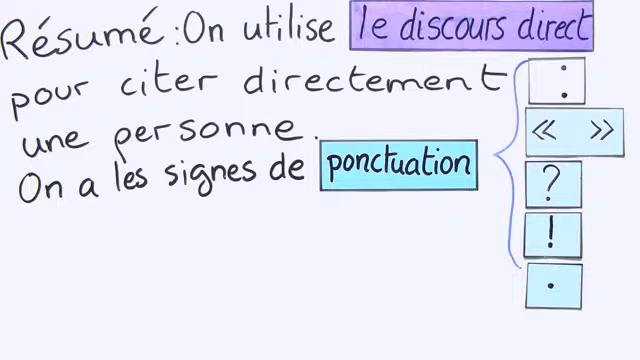 Résumé: On utilise le discours direct
pour citer directement :
une personne. « »
On a les signes de ponctuation ?
!
.